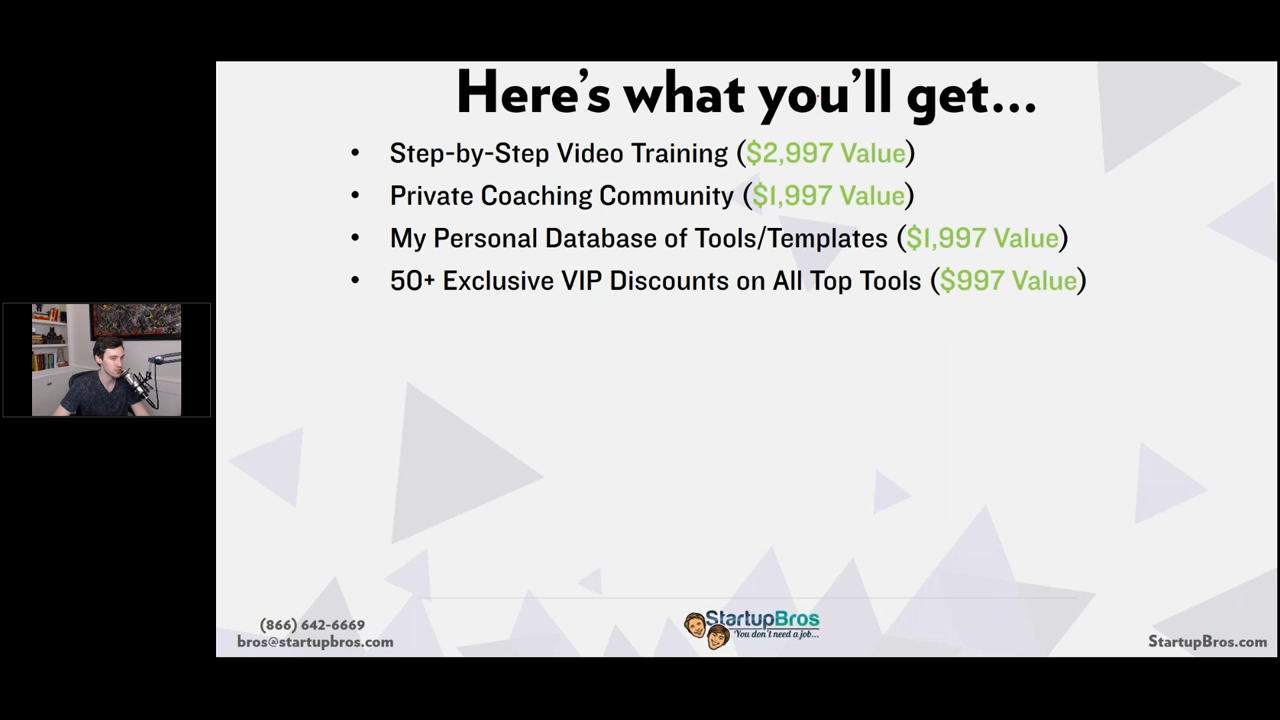 Here's what you'll get...
• Step-by-Step Video Training ($2,997 Value)
• Private Coaching Community ($1,997 Value)
• My Personal Database of Tools/Templates ($1,997 Value)
• 50+ Exclusive VIP Discounts on All Top Tools ($997 Value)
(866) 642-6669
bros@startupbros.com
StartupBros
"You don't need a job...
StartupBros.com